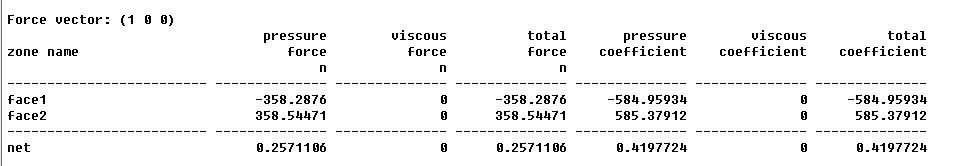 Force vector: (1 0 0)
pressure viscous total pressure viscous total
zone name force force force coefficient coefficient coefficient
n n n
------------------------- -------------- -------------- -------------- -------------- -------------- --------------
face1 -358.2876 0 -358.2876 -584.95934 0 -584.95934
face2 358.54471 0 358.54471 585.37912 0 585.37912
------------------------- -------------- -------------- -------------- -------------- -------------- --------------
net 0.2571106 0 0.2571106 0.4197724 0 0.4197724